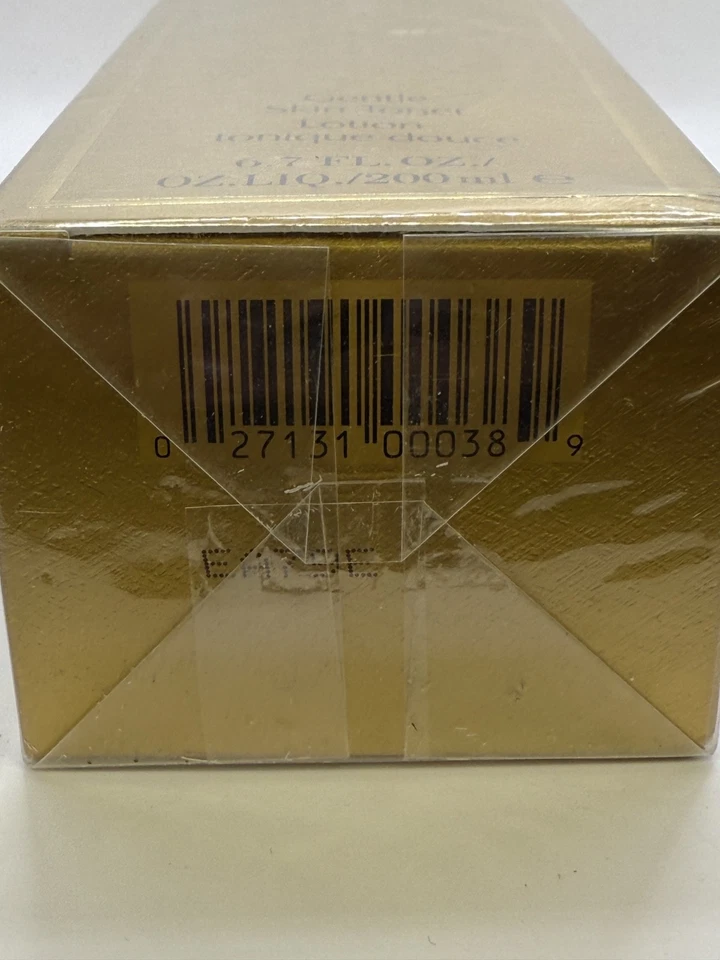 Gentle
Skin Toner
Lotion
tonique douce
6.7 FL. OZ./
OZ.LIQ./200 ml e
0 27131 00038 9